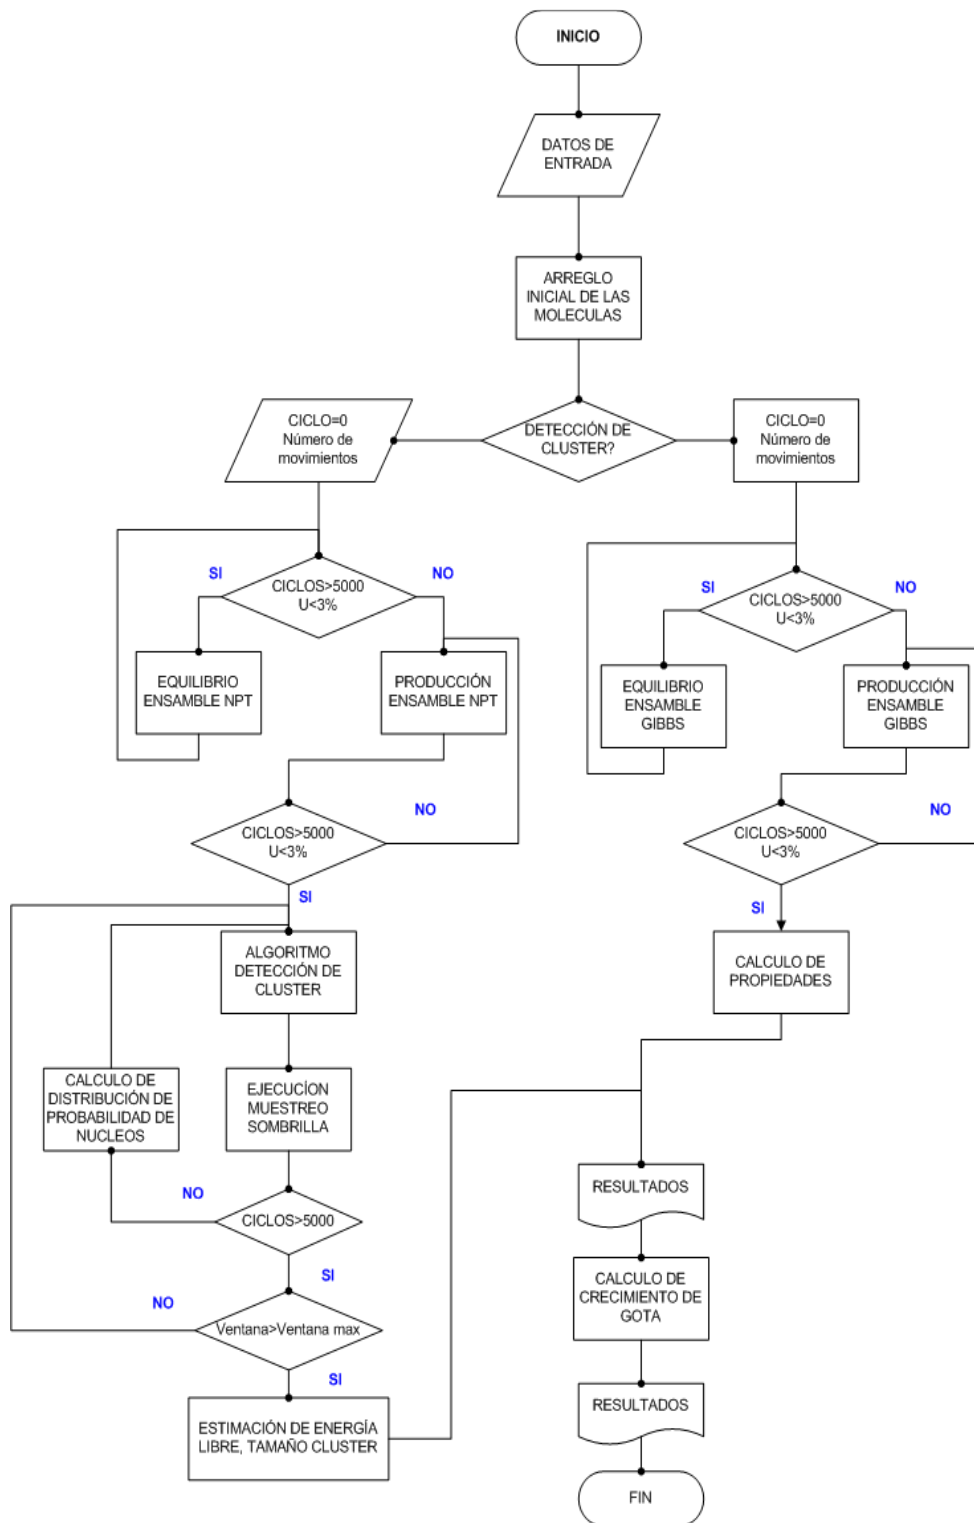 INICIO
DATOS DE
ENTRADA
ARREGLO
INICIAL DE LAS
MOLECULAS
DETECCIÓN DE
CLUSTER?
CICLO=0
Número de
movimientos
CICLO=0
Número de
movimientos
SI
CICLOS>5000
U<3%
NO
EQUILIBRIO
ENSAMBLE NPT
PRODUCCIÓN
ENSAMBLE NPT
CICLOS>5000
U<3%
NO
SI
ALGORITMO
DETECCIÓN DE
CLUSTER
CALCULO DE
DISTRIBUCIÓN DE
PROBABILIDAD DE
NUCLEOS
EJECUCÍON
MUESTREO
SOMBRILLA
NO
CICLOS>5000
SI
NO
Ventana>Ventana max
SI
ESTIMACIÓN DE ENERGÍA
LIBRE, TAMAÑO CLUSTER
SI
CICLOS>5000
U<3%
NO
EQUILIBRIO
ENSAMBLE
GIBBS
PRODUCCIÓN
ENSAMBLE
GIBBS
CICLOS>5000
U<3%
NO
SI
CALCULO DE
PROPIEDADES
RESULTADOS
CALCULO DE
CRECIMIENTO DE
GOTA
RESULTADOS
FIN